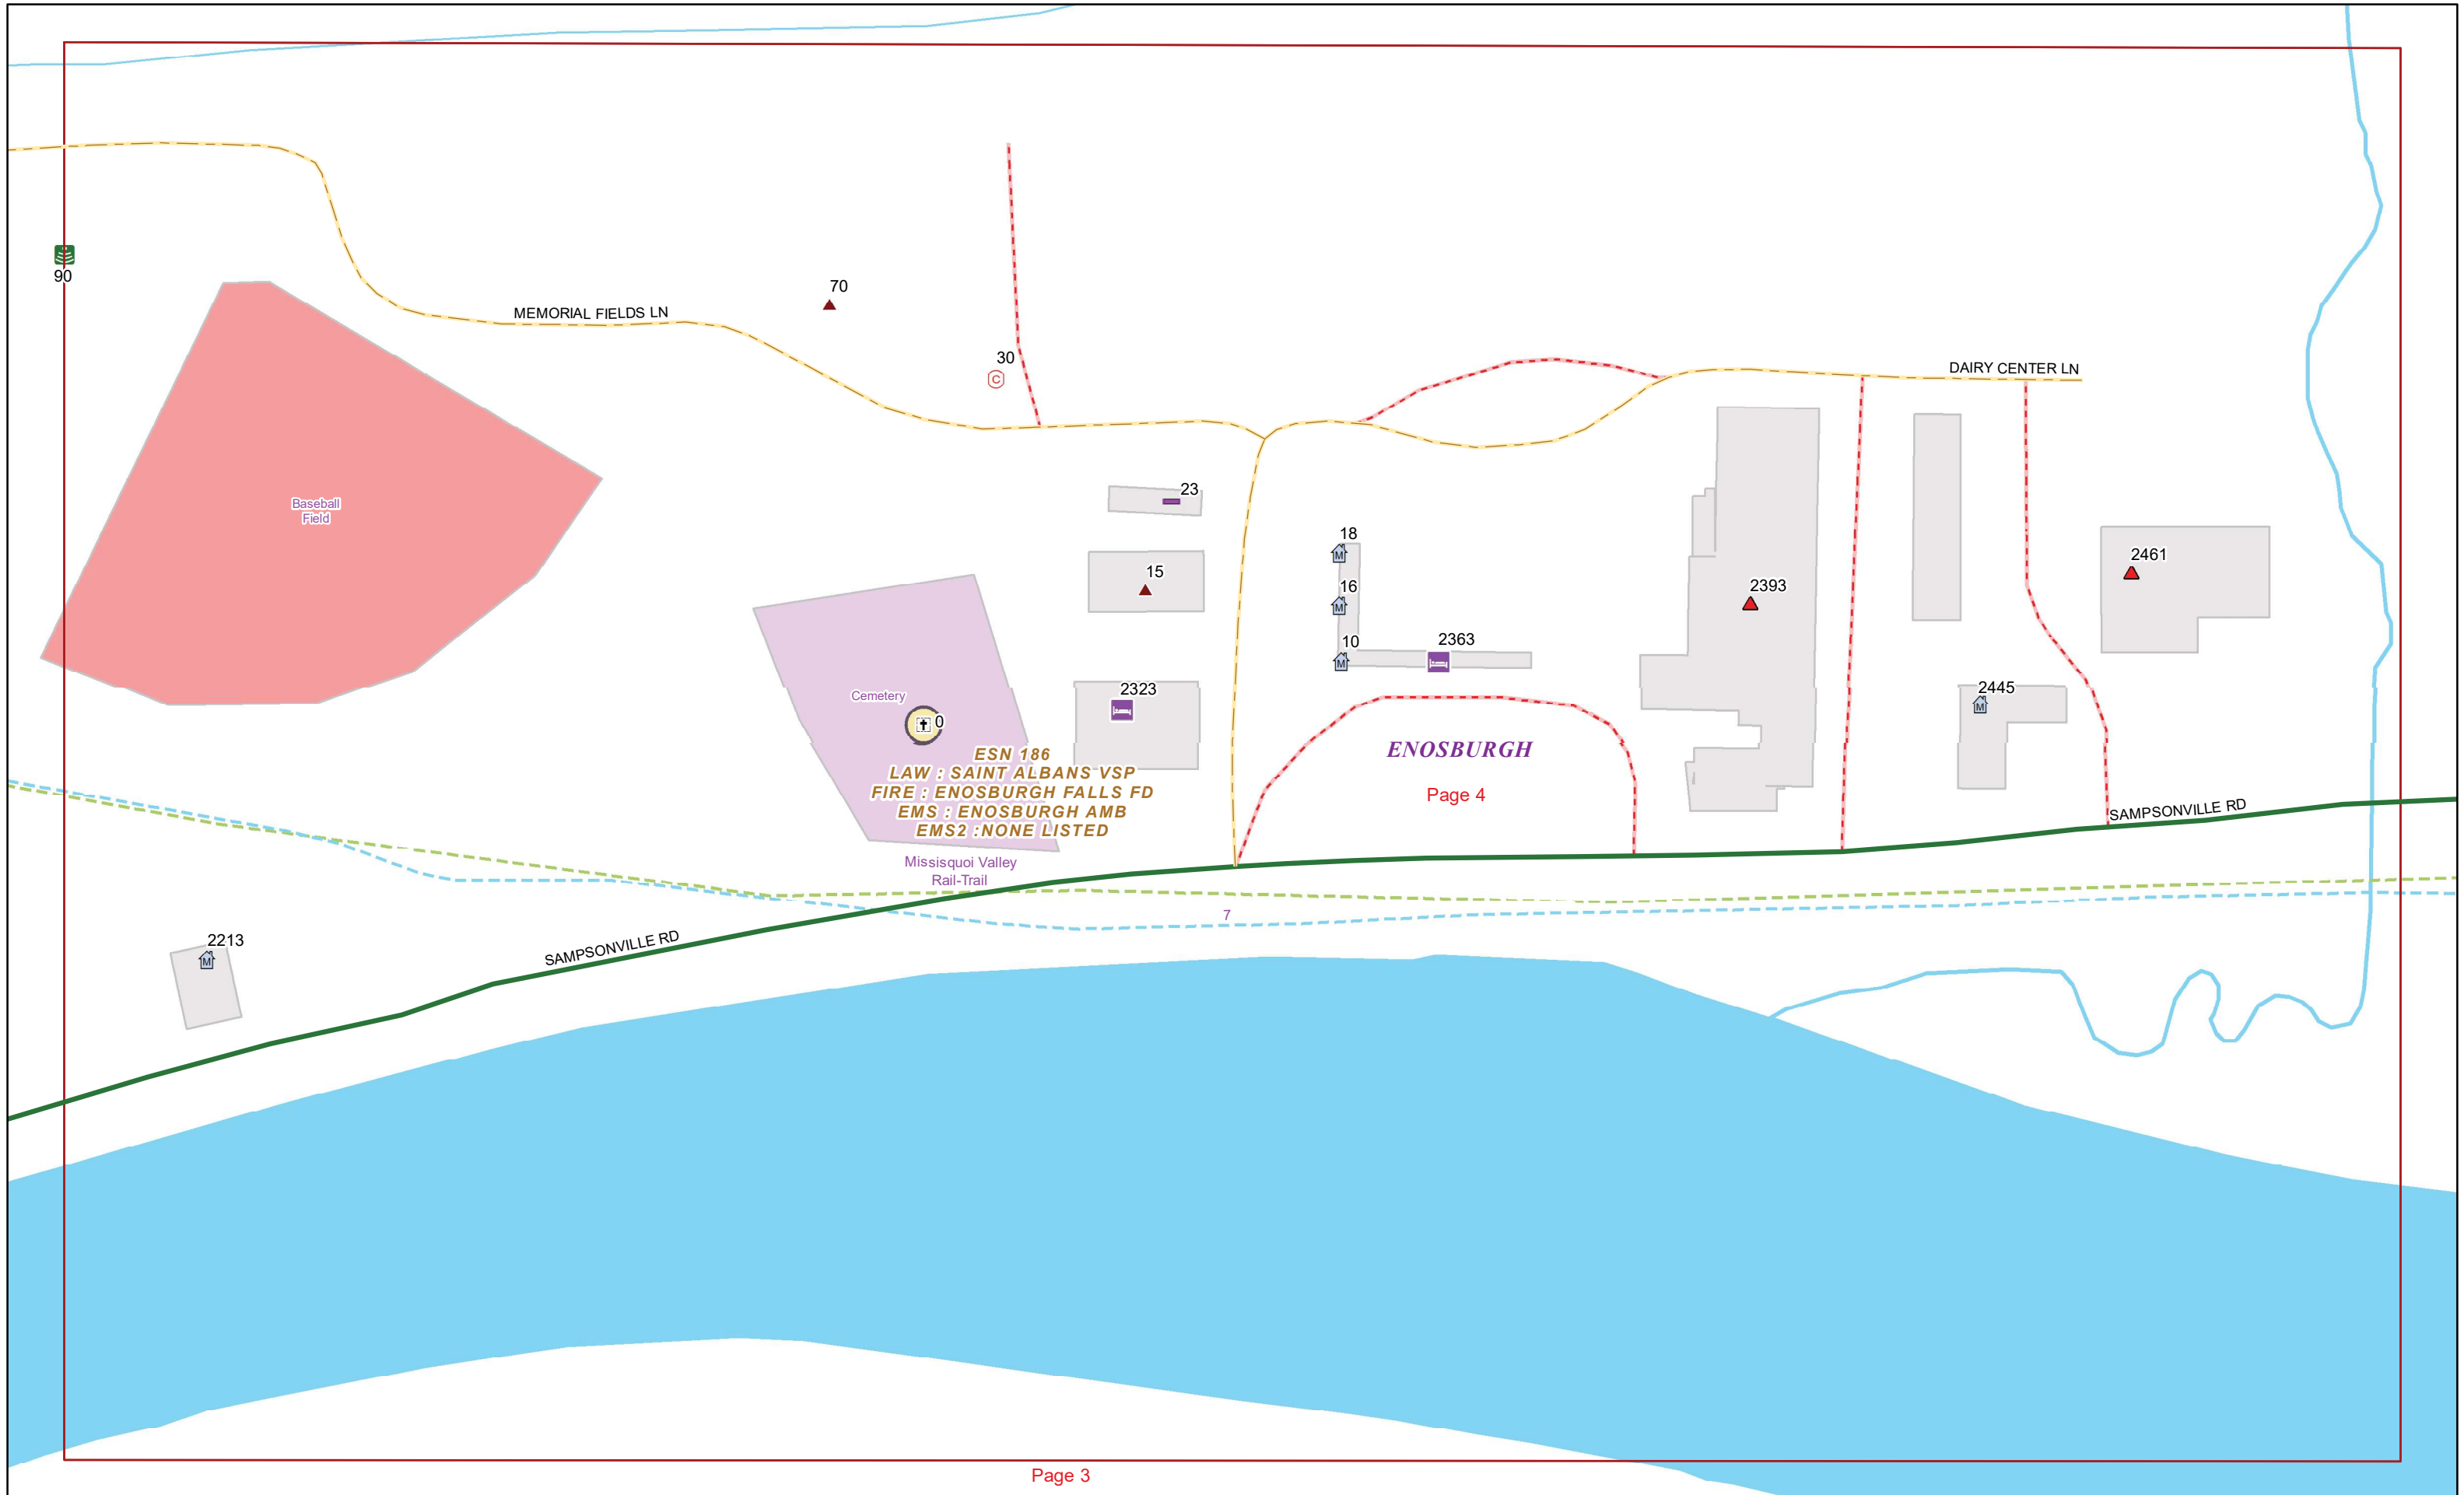 90
70
MEMORIAL FIELDS LN
30
C
DAIRY CENTER LN
Baseball
Field
23
18
M
15
16
M
2393
2461
10
M
2363
Cemetery
0
2323
2445
M
ESN 186
LAW : SAINT ALBANS VSP
FIRE : ENOSBURGH FALLS FD
EMS : ENOSBURGH AMB
EMS2 :NONE LISTED
ENOSBURGH
Page 4
SAMPSONVILLE RD
Missisquoi Valley
Rail-Trail
7
2213
M
SAMPSONVILLE RD
Page 3